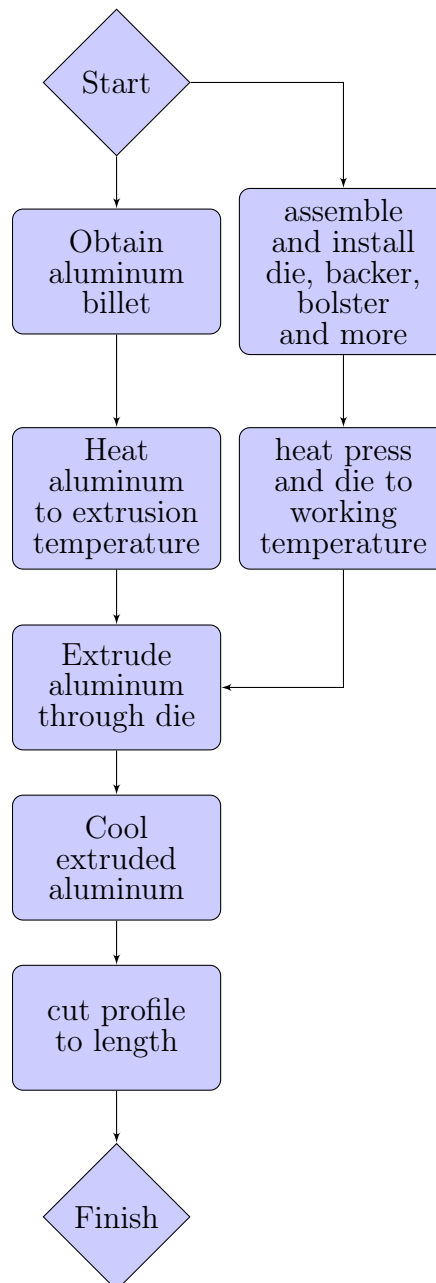 Start
Obtain
aluminum
billet
assemble
and install
die, backer,
bolster
and more
Heat
aluminum
to extrusion
temperature
heat press
and die to
working
temperature
Extrude
aluminum
through die
Cool
extruded
aluminum
cut profile
to length
Finish